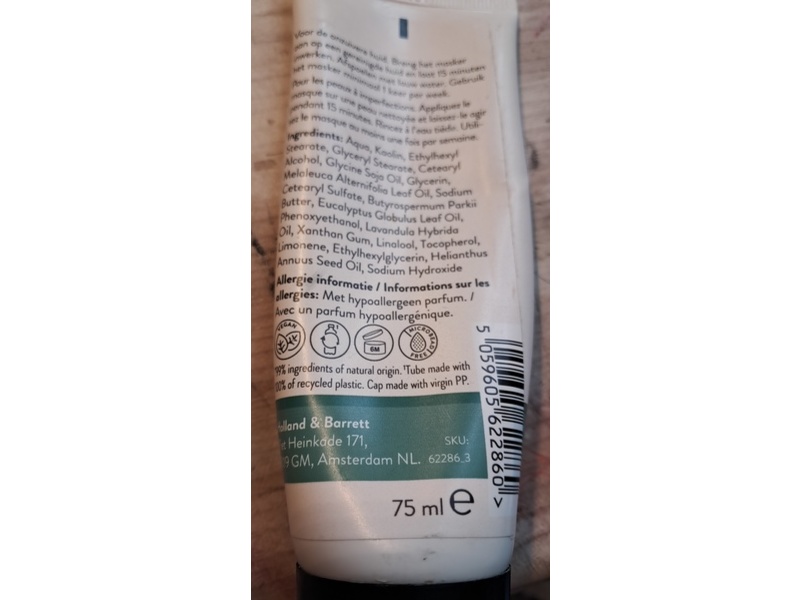 Voor de onzuivere huid. Breng het masker
aan op een gereinigde huid en laat 15 minuten
inwerken. Afspoelen met lauw water. Gebruik
het masker minimaal 1 keer per week.
Pour les peaux à imperfections. Appliquez le
masque sur une peau nettoyée et laissez-le agir
pendant 15 minutes. Rincez à l'eau tiède. Utili-
sez le masque au moins une fois par semaine.
Ingredients: Aqua, Kaolin, Ethylhexyl
Stearate, Glyceryl Stearate, Cetearyl
Alcohol, Glycine Soja Oil, Glycerin,
Melaleuca Alternifolia Leaf Oil, Sodium
Cetearyl Sulfate, Butyrospermum Parkii
Butter, Eucalyptus Globulus Leaf Oil,
Phenoxyethanol, Lavandula Hybrida
Oil, Xanthan Gum, Linalool, Tocopherol,
Limonene, Ethylhexylglycerin, Helianthus
Annuus Seed Oil, Sodium Hydroxide
Allergie informatie / Informations sur les
allergies: Met hypoallergeen parfum. /
Avec un parfum hypoallergénique.
VEGAN
6M
MICROBEAD FREE
99% ingredients of natural origin. ¹Tube made with
100% of recycled plastic. Cap made with virgin PP.
Holland & Barrett
Heinkade 171,
19 GM, Amsterdam NL.
SKU:
62286_3
75 ml e
5 059605 622860 >